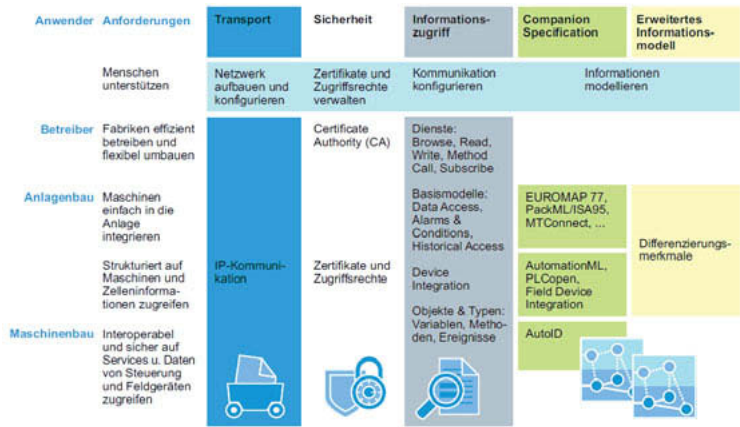 Anwender Anforderungen Transport Sicherheit Informations-
zugriff
Companion
Specification
Erweitertes
Informations-
modell
Menschen
unterstützen
Netzwerk
aufbauen und
konfigurieren
Zertifikate und
Zugriffsrechte
verwalten
Kommunikation
konfigurieren
Informationen
modellieren
Betreiber
Fabriken effizient
betreiben und
flexibel umbauen
Certificate
Authority (CA)
Dienste:
Browse, Read,
Write, Method
Call, Subscribe
Anlagenbau
Maschinen
einfach in die
Anlage
integrieren
Basismodelle:
Data Access,
Alarms &
Conditions,
Historical Access
EUROMAP 77,
PackML/ISA95,
MTConnect, ...
Differenzierungs-
merkmale
Strukturiert auf
Maschinen und
Zelleninforma-
tionen zugreifen
IP-Kommuni-
kation
Zertifikate und
Zugriffsrechte
Device
Integration
AutomationML,
PLCopen,
Field Device
Integration
Maschinenbau
Interoperabel
und sicher auf
Services u. Daten
von Steuerung
und Feldgeräten
zugreifen
Objekte & Typen:
Variablen, Metho-
den, Ereignisse
AutoID